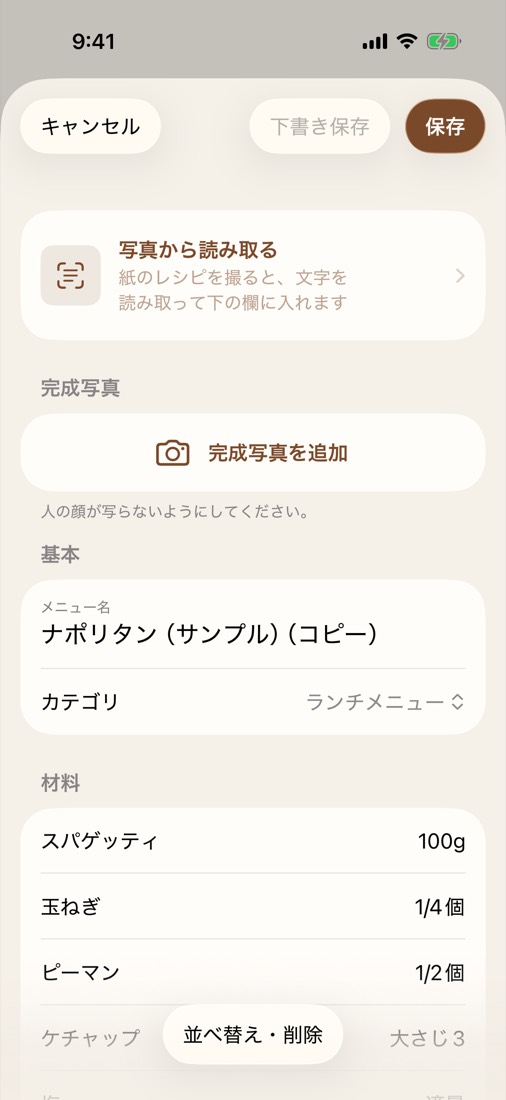 9:41
キャンセル
下書き保存
保存
写真から読み取る
紙のレシピを撮ると、文字を
読み取って下の欄に入れます
完成写真
完成写真を追加
人の顔が写らないようにしてください。
基本
メニュー名
ナポリタン（サンプル）（コピー）
カテゴリ ランチメニュー
材料
スパゲッティ 100g
玉ねぎ 1/4個
ピーマン 1/2個
ケチャップ 大さじ3
並べ替え・削除